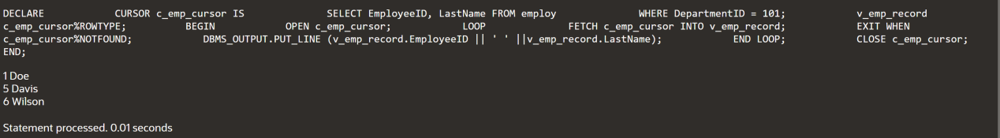 DECLARE CURSOR c_emp_cursor IS SELECT EmployeeID, LastName FROM employ WHERE DepartmentID = 101; v_emp_record
c_emp_cursor%ROWTYPE; BEGIN OPEN c_emp_cursor; LOOP FETCH c_emp_cursor INTO v_emp_record; EXIT WHEN
c_emp_cursor%NOTFOUND; DBMS_OUTPUT.PUT_LINE (v_emp_record.EmployeeID || ' ' ||v_emp_record.LastName); END LOOP; CLOSE c_emp_cursor;
END;
1 Doe
5 Davis
6 Wilson
Statement processed. 0.01 seconds